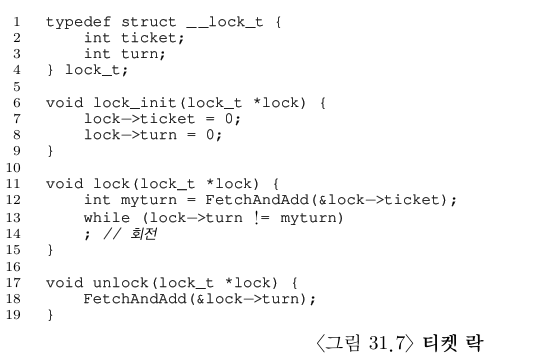 1 typedef struct __lock_t {
2 int ticket;
3 int turn;
4 } lock_t;
5
6 void lock_init(lock_t *lock) {
7 lock->ticket = 0;
8 lock->turn = 0;
9 }
10
11 void lock(lock_t *lock) {
12 int myturn = FetchAndAdd(&lock->ticket);
13 while (lock->turn != myturn)
14 ; // 회전
15 }
16
17 void unlock(lock_t *lock) {
18 FetchAndAdd(&lock->turn);
19 }
〈그림 31.7〉 티켓 락